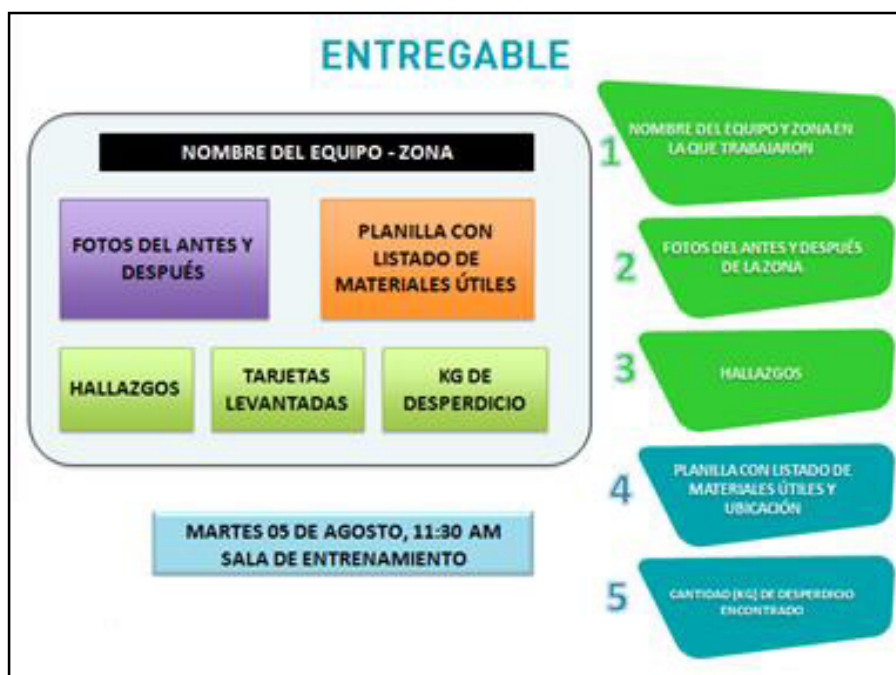 ENTREGABLE
NOMBRE DEL EQUIPO - ZONA
FOTOS DEL ANTES Y
DESPUÉS
PLANILLA CON
LISTADO DE
MATERIALES ÚTILES
HALLAZGOS
TARJETAS
LEVANTADAS
KG DE
DESPERDICIO
MARTES 05 DE AGOSTO, 11:30 AM
SALA DE ENTRENAMIENTO
1
NOMBRE DEL EQUIPO Y ZONA EN
LA QUE TRABAJARON
2
FOTOS DEL ANTES Y DESPUÉS
DE LA ZONA
3
HALLAZGOS
4
PLANILLA CON LISTADO DE
MATERIALES ÚTILES Y
UBICACIÓN
5
CANTIDAD (KG) DE DESPERDICIO
ENCONTRADO